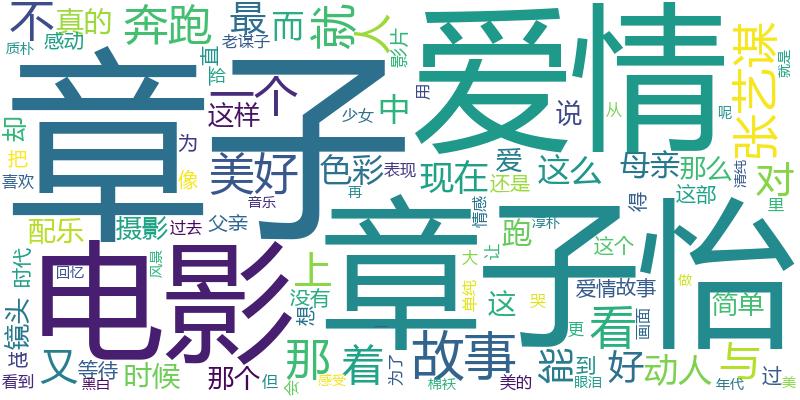 不
真的
奔跑
最
而
就
人
爱情
张艺谋
质朴
感动
老谋子
一直
影片
章子
却
一个
这样
中
用
说
少女
从
呢
就是
把
为
喜欢
像
美好
色彩
表现
现在
爱
还是
这么
母亲
那么
对
清纯
这部
里
配乐
摄影
过去
父亲
音乐
再
情感
淳朴
跑
得
章子怡
时代
回忆
风景
电影
上
没有
想
大
让
单纯
这
哭
这个
爱情故事
做
简单
镜头
也
看到
又
等待
黑白
时候
那个
但
那
会
着
感受
为了
故事
棉袄
美的
能
到
眼泪
更
好
看
画面
动人
与
年代
过
美
给